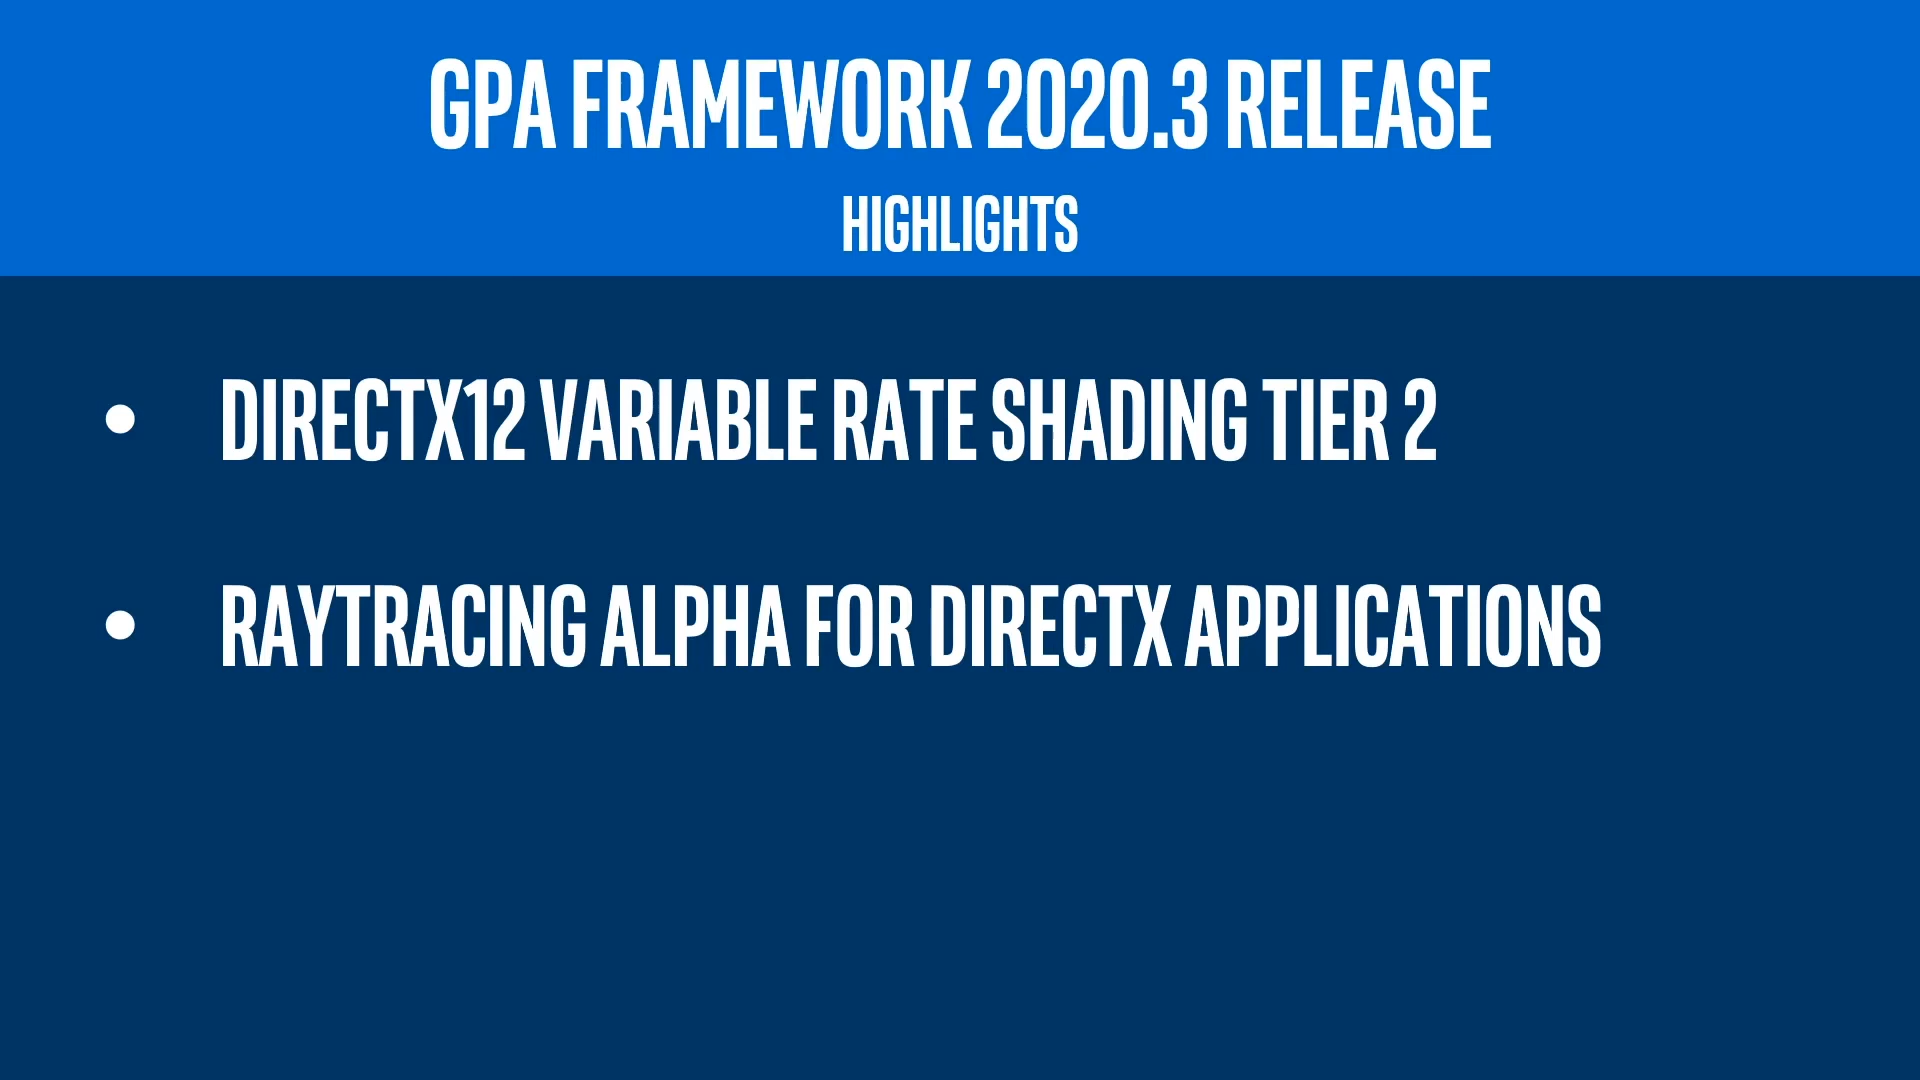 GPA FRAMEWORK 2020.3 RELEASE
HIGHLIGHTS
• DIRECTX12 VARIABLE RATE SHADING TIER 2
• RAYTRACING ALPHA FOR DIRECTX APPLICATIONS